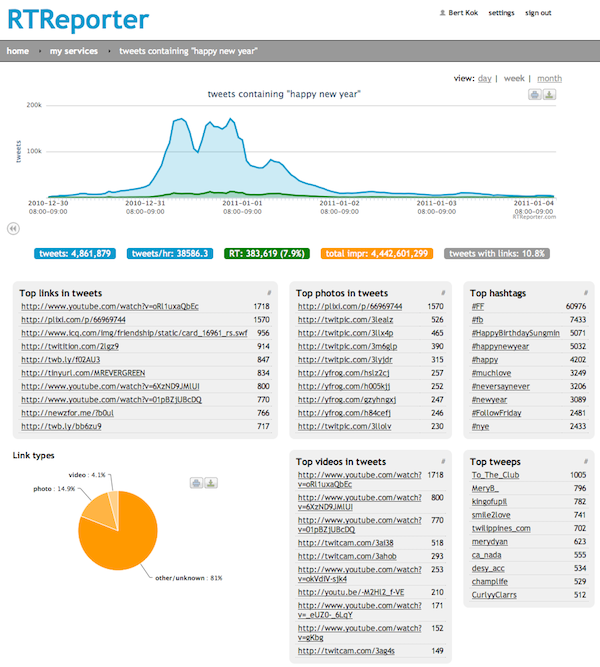 RTReporter
Bert Kok settings sign out
home my services tweets containing "happy new year"
view: day | week | month
tweets containing "happy new year"
200k
100k
tweets
2010-12-30 2010-12-31 2011-01-01 2011-01-02 2011-01-03 2011-01-04
08:00-09:00 08:00-09:00 08:00-09:00 08:00-09:00 08:00-09:00 08:00-09:00
RTReporter.com
tweets: 4,861,879 tweets/hr: 38586.3 RT: 383,619 (7.9%) total impr: 4,442,601,299 tweets with links: 10.8%
Top links in tweets #
http://www.youtube.com/watch?v=oRl1uxaQbEc 1718
http://plixi.com/p/66969744 1570
http://www.icq.com/img/friendship/static/card_16961_rs.swf 956
http://twitition.com/2lgz9 914
http://twb.ly/f02AU3 847
http://tinyurl.com/MREVERGREEN 834
http://www.youtube.com/watch?v=6XzND9JMlUI 800
http://www.youtube.com/watch?v=01pBZjUBcDQ 770
http://newzfor.me/?b0ul 766
http://twb.ly/bb6zu9 717
Top photos in tweets #
http://plixi.com/p/66969744 1570
http://twitpic.com/3lealz 526
http://twitpic.com/3llx4p 465
http://twitpic.com/3m6glp 390
http://twitpic.com/3lyjdr 315
http://yfrog.com/hslz2cj 257
http://yfrog.com/h005kjj 252
http://yfrog.com/gzyhngxj 247
http://yfrog.com/h84cefj 246
http://twitpic.com/3llolv 230
Top hashtags #
#FF 60976
#fb 7433
#HappyBirthdaySungmin 5071
#happynewyear 5032
#happy 4202
#muchlove 3249
#neversaynever 3206
#newyear 3089
#FollowFriday 2481
#nye 2433
Link types
video : 4.1%
photo : 14.9%
other/unknown : 81%
Top videos in tweets #
http://www.youtube.com/watch? 1718
v=oRl1uxaQbEc
http://www.youtube.com/watch? 800
v=6XzND9JMlUI
http://www.youtube.com/watch? 770
v=01pBZjUBcDQ
http://twitcam.com/3al38 518
http://twitcam.com/3ahob 293
http://www.youtube.com/watch? 253
v=okVdIV-sjk4
http://youtu.be/-M2Hl2_f-VE 210
http://www.youtube.com/watch? 171
v=_eUZ0-_6LqY
http://www.youtube.com/watch? 152
v=gKbg
http://twitcam.com/3ag4s 149
Top tweeps #
To_The_Club 1005
MeryB_ 796
kingofupil 782
smile2love 741
twilippines_com 702
merydyan 623
ca_nada 555
desy_acc 534
champlife 529
CurlyyClarrs 512